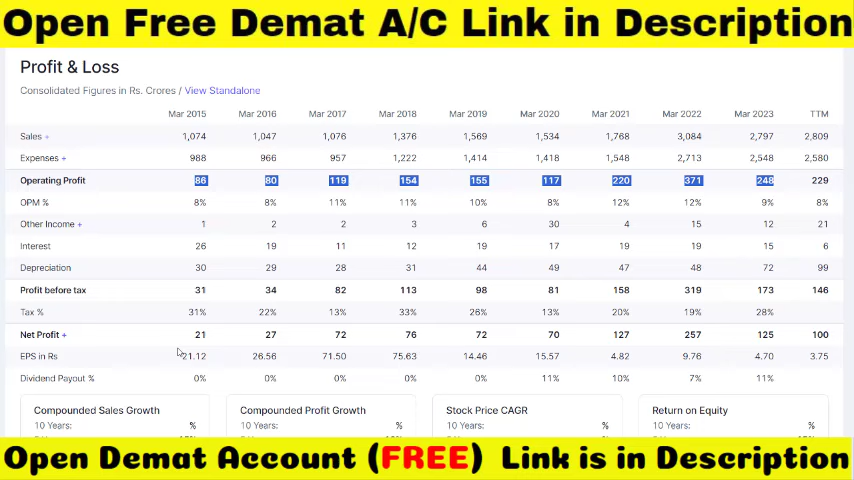 Open Free Demat A/C Link in Description
Profit & Loss
Consolidated Figures in Rs. Crores / View Standalone
Mar 2015 Mar 2016 Mar 2017 Mar 2018 Mar 2019 Mar 2020 Mar 2021 Mar 2022 Mar 2023 TTM
Sales + 1,074 1,047 1,076 1,376 1,569 1,534 1,768 3,084 2,797 2,809
Expenses + 988 966 957 1,222 1,414 1,418 1,548 2,713 2,548 2,580
Operating Profit 86 80 119 154 155 117 220 371 248 229
OPM % 8% 8% 11% 11% 10% 8% 12% 12% 9% 8%
Other Income + 1 2 2 3 6 30 4 15 12 21
Interest 26 19 11 12 19 17 19 19 15 6
Depreciation 30 29 28 31 44 49 47 48 72 99
Profit before tax 31 34 82 113 98 81 158 319 173 146
Tax % 31% 22% 13% 33% 26% 13% 20% 19% 28%
Net Profit + 21 27 72 76 72 70 127 257 125 100
EPS in Rs 21.12 26.56 71.50 75.63 14.46 15.57 4.82 9.76 4.70 3.75
Dividend Payout % 0% 0% 0% 0% 0% 11% 10% 7% 11%
Compounded Sales Growth Compounded Profit Growth Stock Price CAGR Return on Equity
10 Years: % 10 Years: % 10 Years: % 10 Years: %
Open Demat Account (FREE) Link is in Description